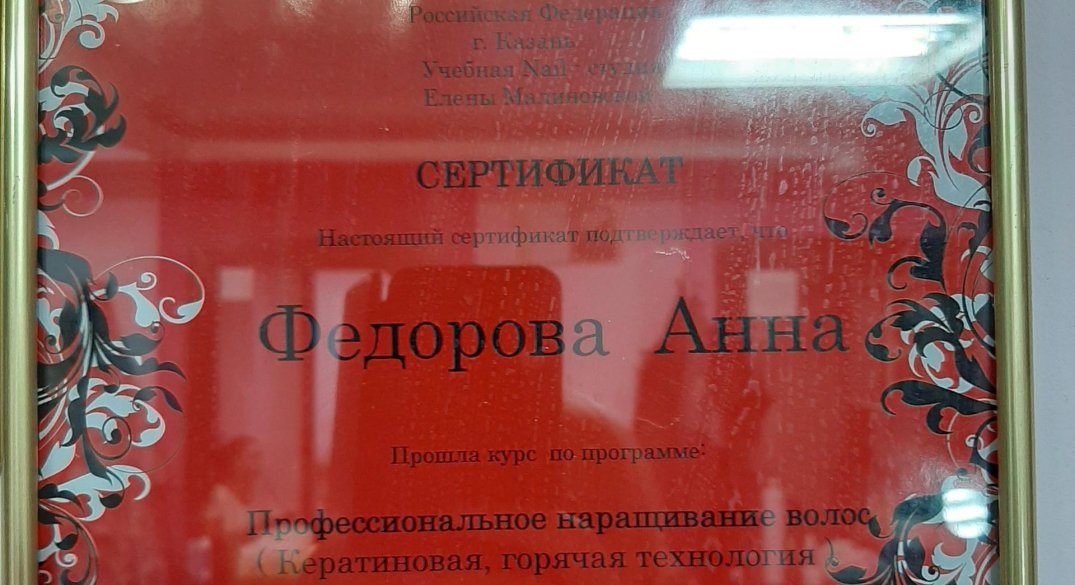 Российская Федерация
г. Казань
Учебная Nail - студия
Елены Малиновской
СЕРТИФИКАТ
Настоящий сертификат подтверждает, что
Федорова Анна
Прошла курс по программе:
Профессиональное наращивание волос
( Кератиновая, горячая технология )